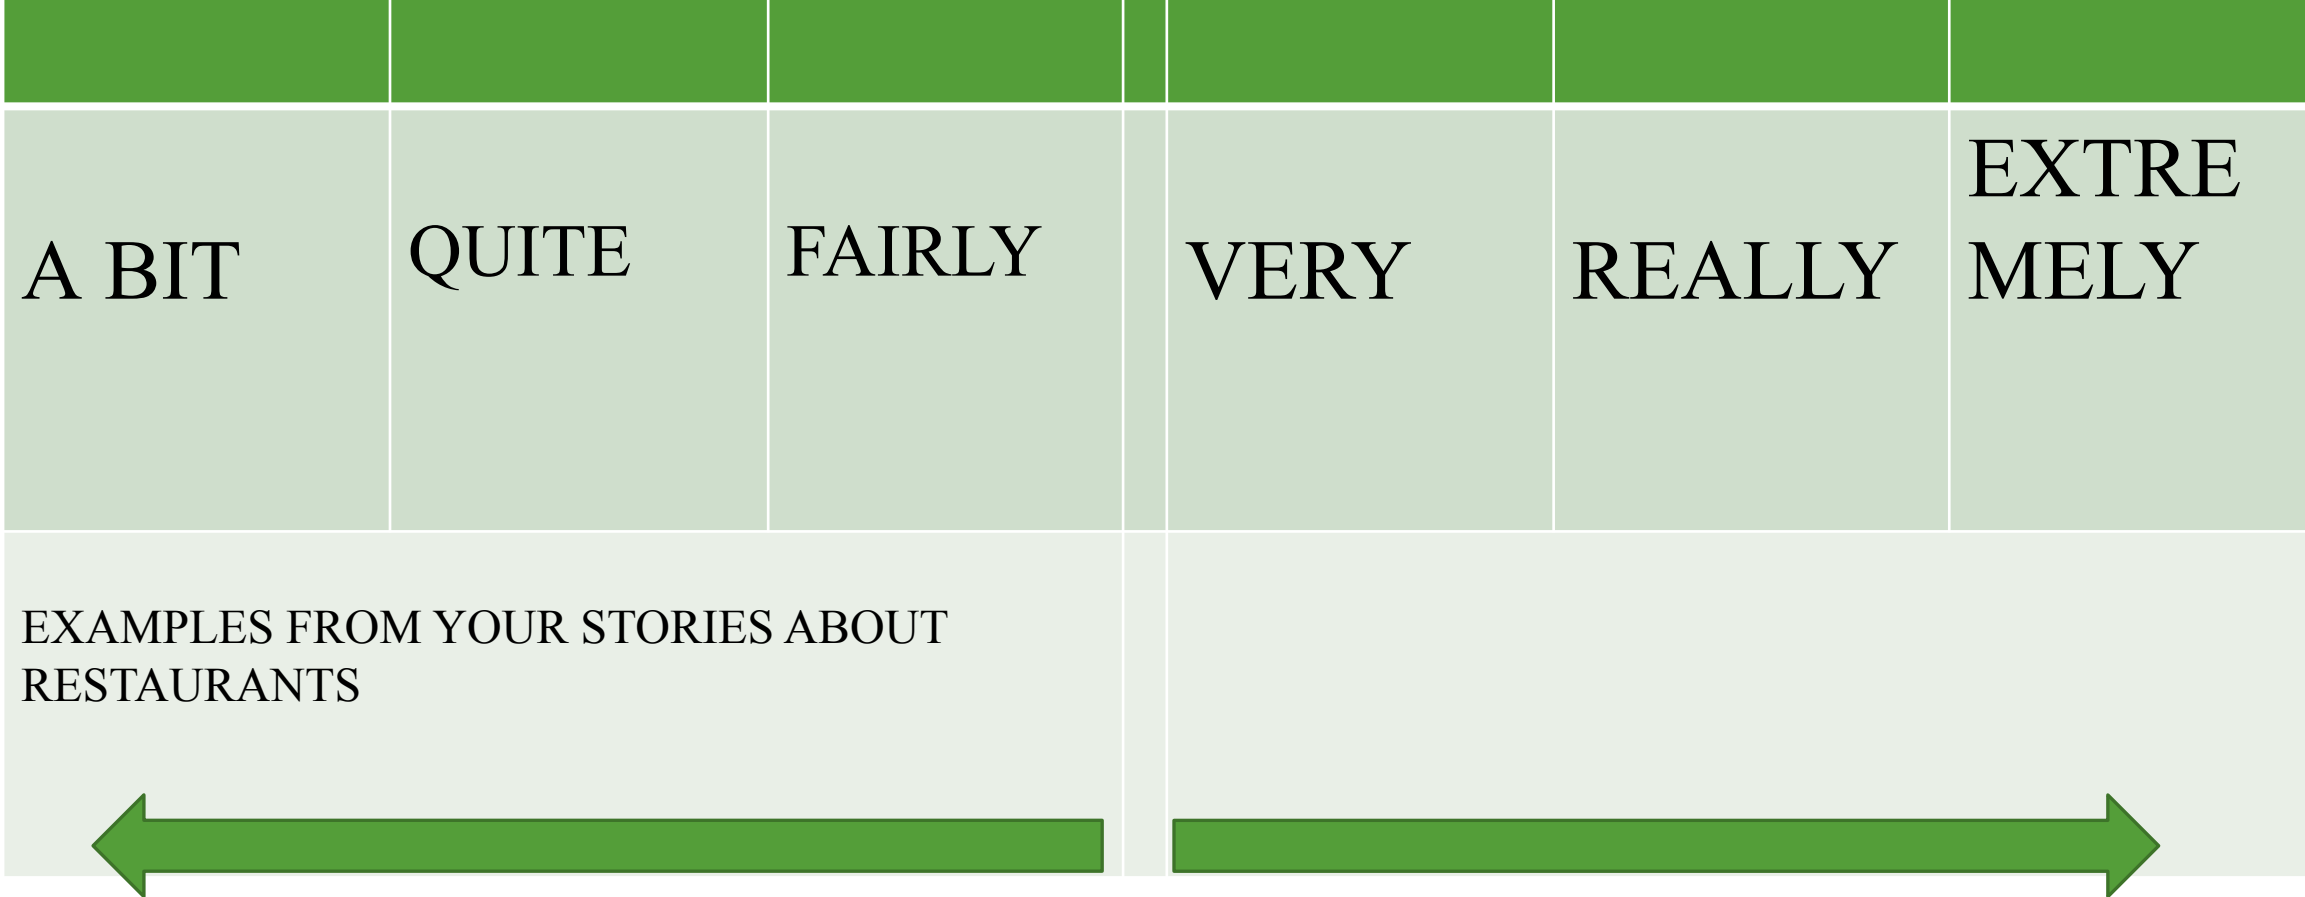 A BIT
QUITE
FAIRLY
VERY
REALLY
EXTRE
MELY
EXAMPLES FROM YOUR STORIES ABOUT
RESTAURANTS